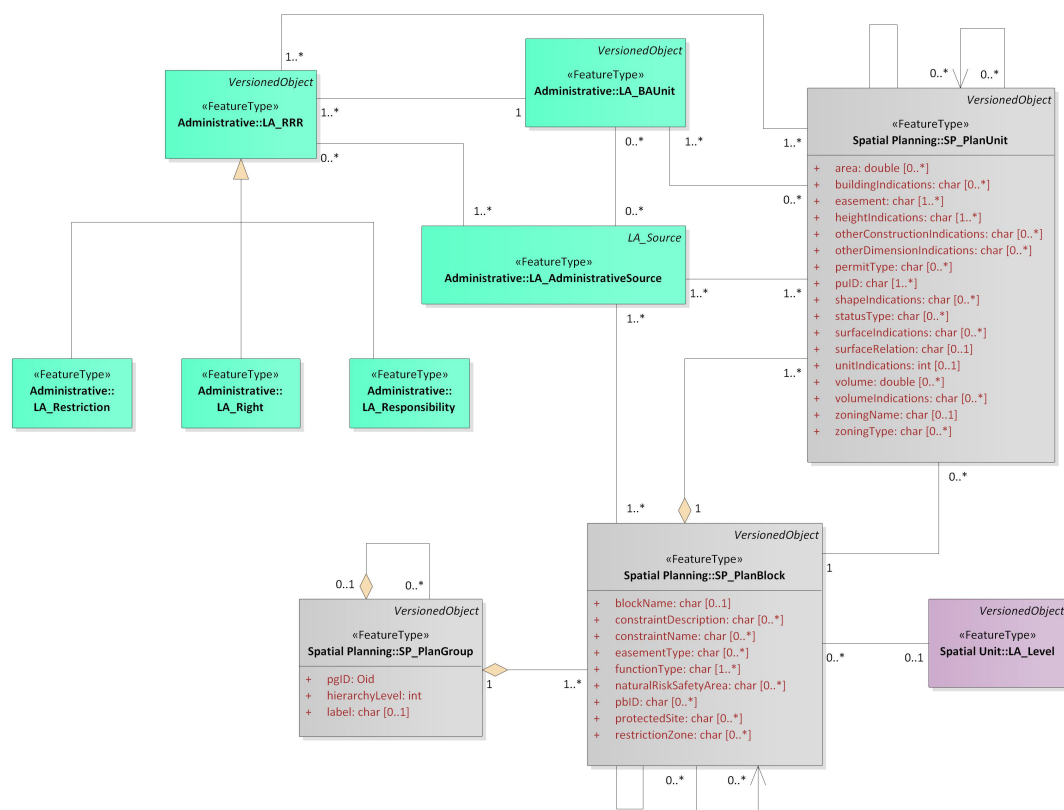 VersionedObject
«FeatureType»
Administrative::LA_RRR
1..*
1..*
0..*
VersionedObject
«FeatureType»
Administrative::LA_BAUnit
1
0..*
1..*
0..*
1..*
LA_Source
«FeatureType»
Administrative::LA_AdministrativeSource
1..*
1..*
1..*
0..*
1..*
«FeatureType»
Administrative::
LA_Restriction
«FeatureType»
Administrative::
LA_Right
«FeatureType»
Administrative::
LA_Responsibility
0..*
0..*
VersionedObject
«FeatureType»
Spatial Planning::SP_PlanUnit
+ area: double [0..*]
+ buildingIndications: char [0..*]
+ easement: char [1..*]
+ heightIndications: char [1..*]
+ otherConstructionIndications: char [0..*]
+ otherDimensionIndications: char [0..*]
+ permitType: char [0..*]
+ puID: char [1..*]
+ shapeIndications: char [0..*]
+ statusType: char [0..*]
+ surfaceIndications: char [0..*]
+ surfaceRelation: char [0..1]
+ unitIndications: int [0..1]
+ volume: double [0..*]
+ volumeIndications: char [0..*]
+ zoningName: char [0..1]
+ zoningType: char [0..*]
1..*
0..*
1..*
1
VersionedObject
«FeatureType»
Spatial Planning::SP_PlanBlock
+ blockName: char [0..1]
+ constraintDescription: char [0..*]
+ constraintName: char [0..*]
+ easementType: char [0..*]
+ functionType: char [1..*]
+ naturalRiskSafetyArea: char [0..*]
+ pbID: char [0..*]
+ protectedSite: char [0..*]
+ restrictionZone: char [0..*]
1
0..*
0..1
0..*
0..*
VersionedObject
«FeatureType»
Spatial Unit::LA_Level
0..1
0..*
VersionedObject
«FeatureType»
Spatial Planning::SP_PlanGroup
+ pgID: Oid
+ hierarchyLevel: int
+ label: char [0..1]
1
1..*